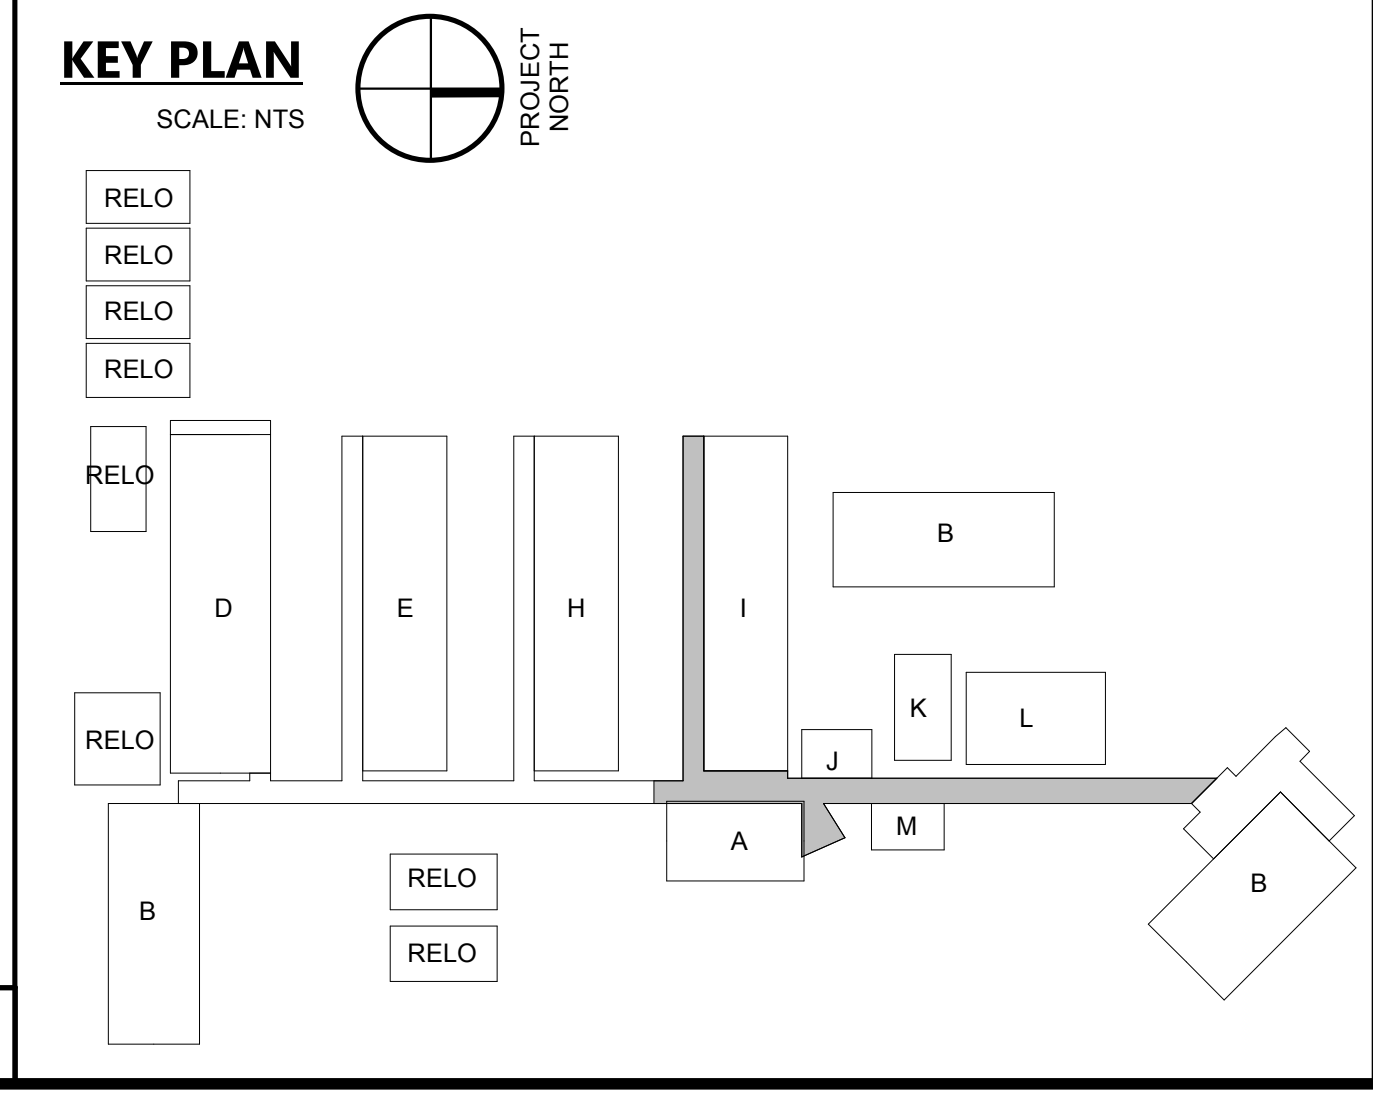 KEY PLAN
SCALE: NTS
PROJECT
NORTH
RELO
RELO
RELO
RELO
RELO
D
E
H
I
B
K
L
RELO
J
M
A
RELO
B
B
RELO